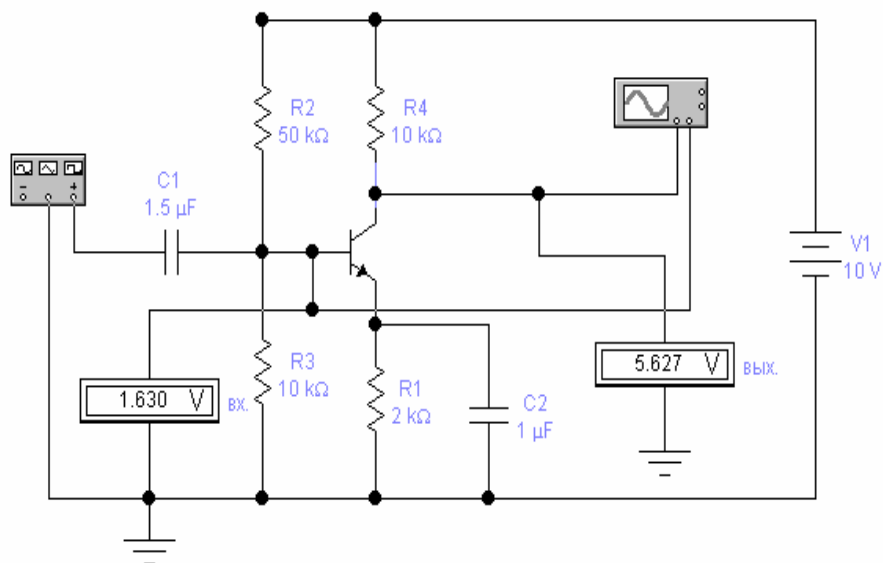 R2
50 kΩ
R4
10 kΩ
C1
1.5 µF
V1
10 V
R3
10 kΩ
1.630 V
вх.
R1
2 kΩ
C2
1 µF
5.627 V
вых.